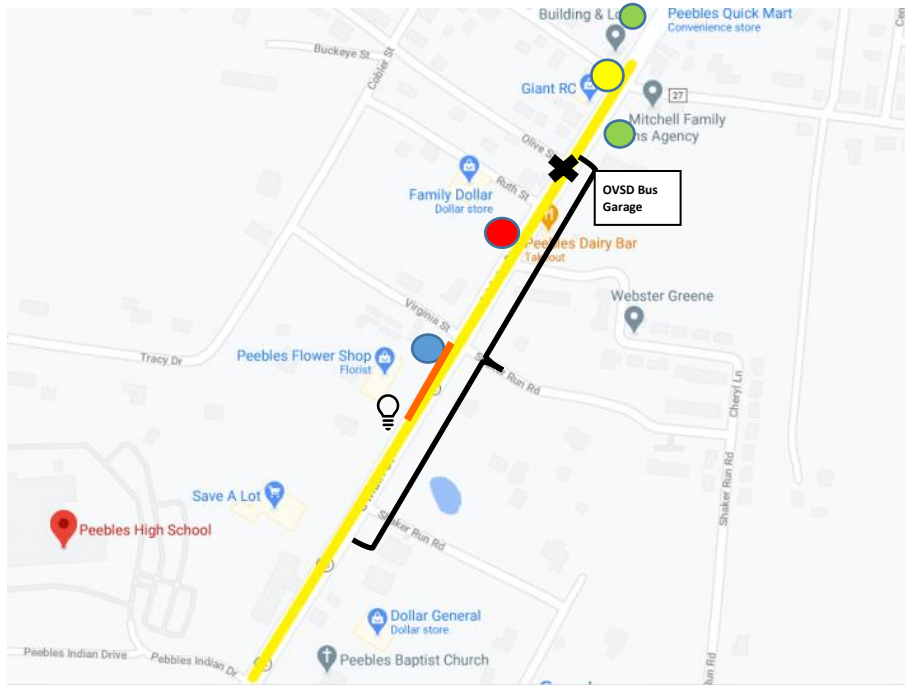 Building & Lo
Peebles Quick Mart
Convenience store
Buckeye St
Cobler St
Giant RC
27
Mitchell Family
ns Agency
Olive St
Ruth St
Family Dollar
Dollar store
OVSD Bus
Garage
Peebles Dairy Bar
Takeout
Webster Greene
Virginia St
Shaker Run Rd
Tracy Dr
Peebles Flower Shop
Florist
Cheryl Ln
Shaker Run Rd
Save A Lot
Shaker Run Rd
Peebles High School
Dollar General
Dollar store
Peebles Indian Drive
Peebles Indian Dr
Peebles Baptist Church
Run Rd